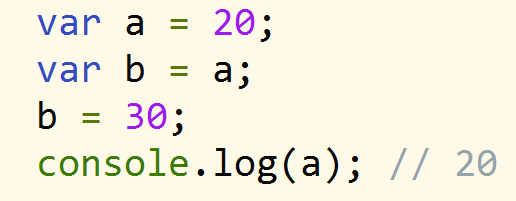 var a = 20;
var b = a;
b = 30;
console.log(a); // 20